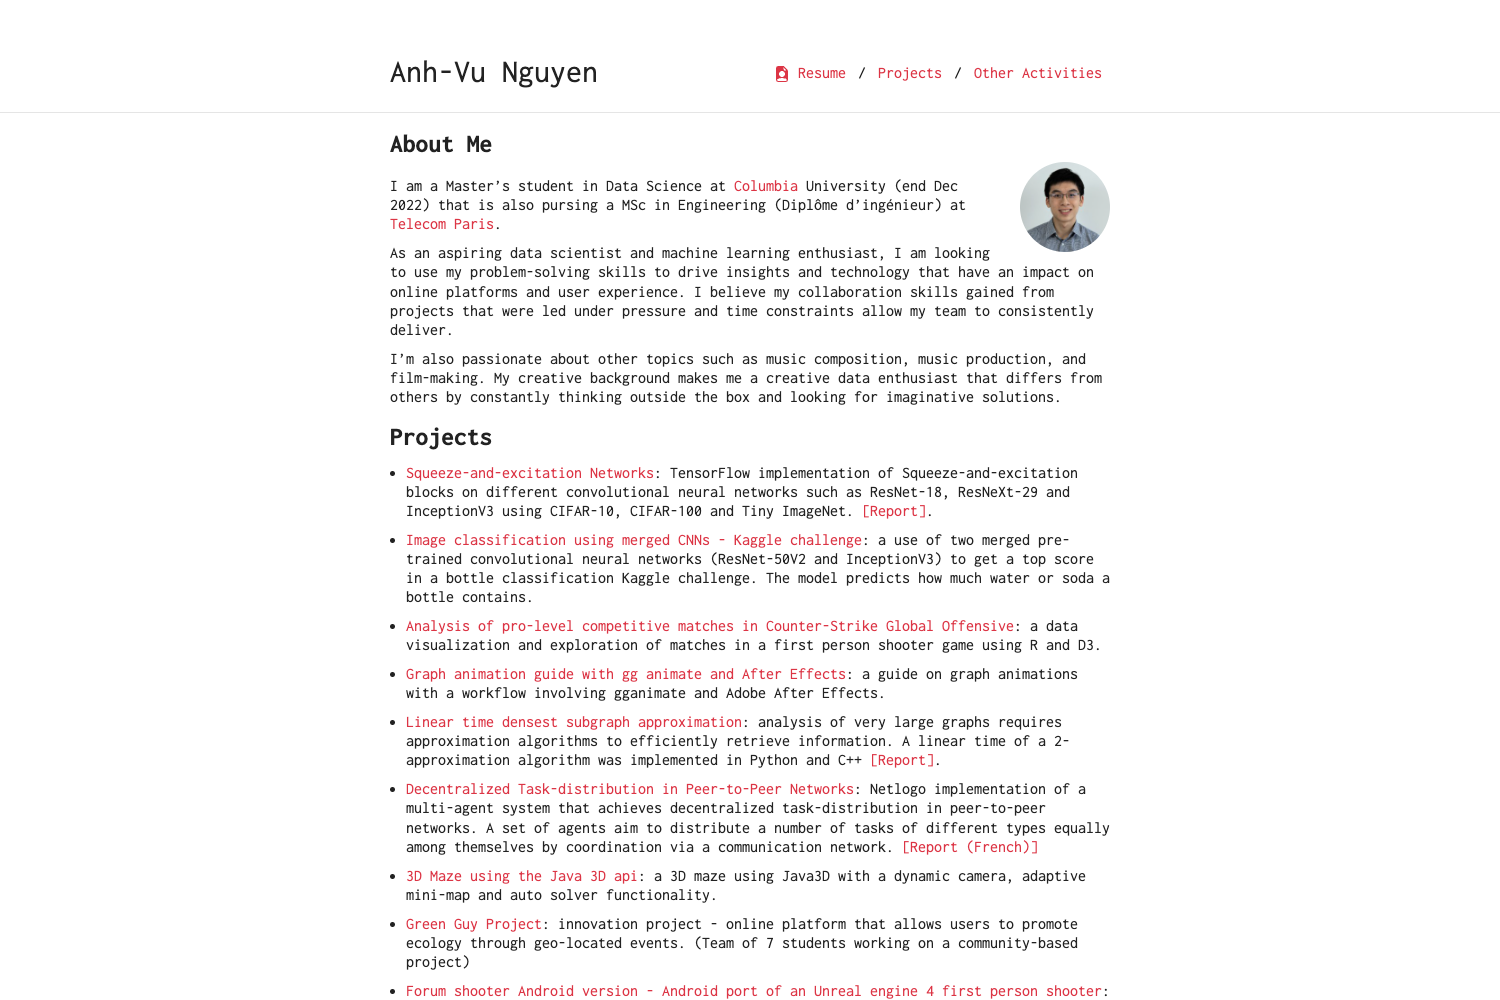 Anh-Vu Nguyen
Resume / Projects / Other Activities
About Me
I am a Master’s student in Data Science at Columbia University (end Dec
2022) that is also pursing a MSc in Engineering (Diplôme d’ingénieur) at
Telecom Paris.
As an aspiring data scientist and machine learning enthusiast, I am looking
to use my problem-solving skills to drive insights and technology that have an impact on
online platforms and user experience. I believe my collaboration skills gained from
projects that were led under pressure and time constraints allow my team to consistently
deliver.
I’m also passionate about other topics such as music composition, music production, and
film-making. My creative background makes me a creative data enthusiast that differs from
others by constantly thinking outside the box and looking for imaginative solutions.
Projects
• Squeeze-and-excitation Networks: TensorFlow implementation of Squeeze-and-excitation
blocks on different convolutional neural networks such as ResNet-18, ResNeXt-29 and
InceptionV3 using CIFAR-10, CIFAR-100 and Tiny ImageNet. [Report].
• Image classification using merged CNNs - Kaggle challenge: a use of two merged pre-
trained convolutional neural networks (ResNet-50V2 and InceptionV3) to get a top score
in a bottle classification Kaggle challenge. The model predicts how much water or soda a
bottle contains.
• Analysis of pro-level competitive matches in Counter-Strike Global Offensive: a data
visualization and exploration of matches in a first person shooter game using R and D3.
• Graph animation guide with gg animate and After Effects: a guide on graph animations
with a workflow involving gganimate and Adobe After Effects.
• Linear time densest subgraph approximation: analysis of very large graphs requires
approximation algorithms to efficiently retrieve information. A linear time of a 2-
approximation algorithm was implemented in Python and C++ [Report].
• Decentralized Task-distribution in Peer-to-Peer Networks: Netlogo implementation of a
multi-agent system that achieves decentralized task-distribution in peer-to-peer
networks. A set of agents aim to distribute a number of tasks of different types equally
among themselves by coordination via a communication network. [Report (French)]
• 3D Maze using the Java 3D api: a 3D maze using Java3D with a dynamic camera, adaptive
mini-map and auto solver functionality.
• Green Guy Project: innovation project - online platform that allows users to promote
ecology through geo-located events. (Team of 7 students working on a community-based
project)
• Forum shooter Android version - Android port of an Unreal engine 4 first person shooter: